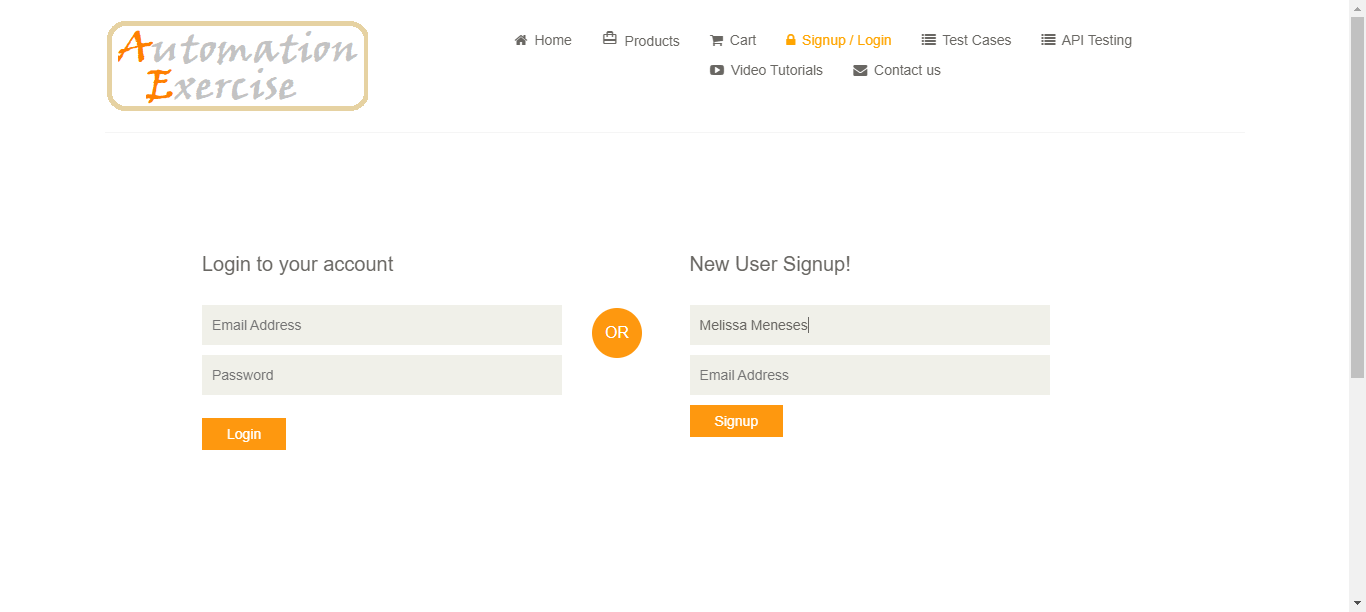 Automation
Exercise
Home Products Cart Signup / Login Test Cases API Testing
Video Tutorials Contact us
Login to your account
Email Address
Password
Login
OR
New User Signup!
Melissa Meneses
Email Address
Signup